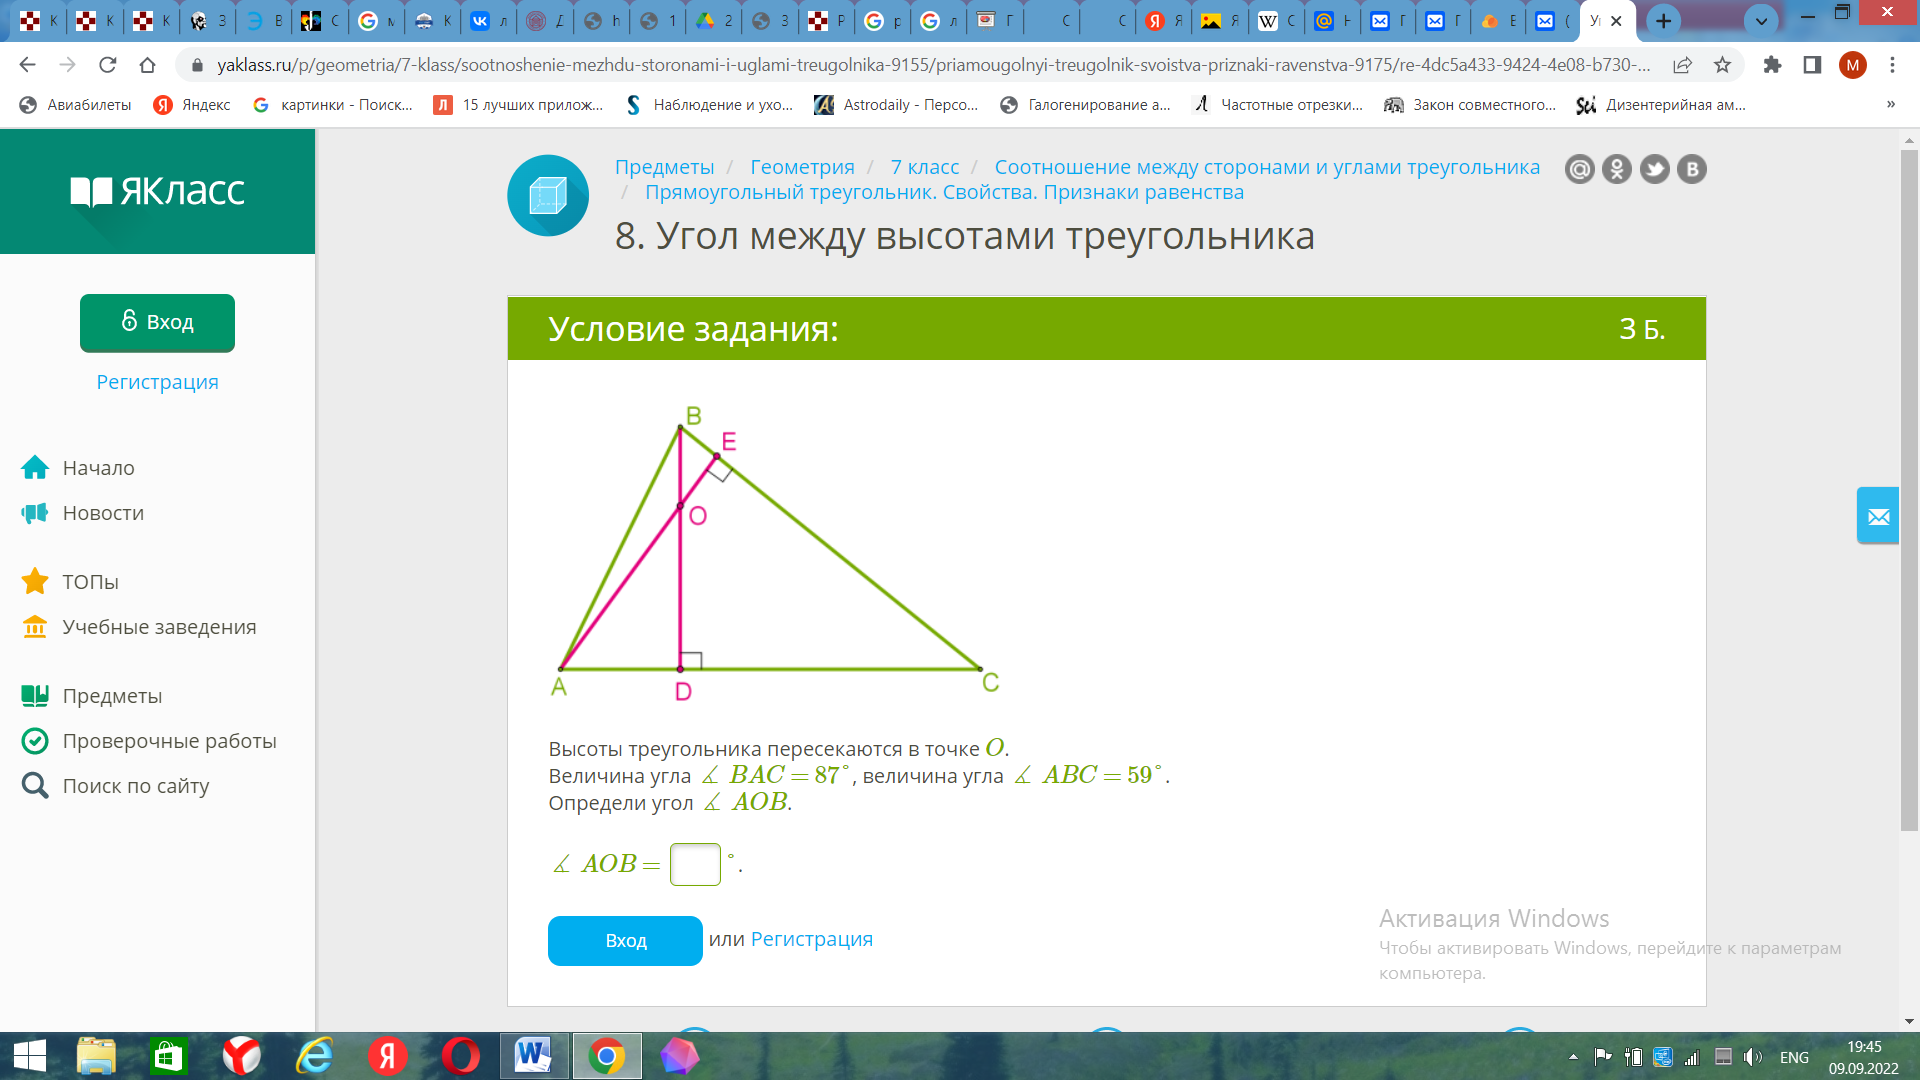 yaklass.ru/p/geometria/7-klass/sootnoshenie-mezhdu-storonami-i-uglami-treugolnika-9155/priamougolnyi-treugolnik-svoistva-priznaki-ravenstva-9175/re-4dc5a433-9424-4e08-b730-...
M
Авиабилеты
Яндекс
картинки - Поиск...
15 лучших прилож...
Наблюдение и ухо...
Astrodaily - Персо...
Галогенирование а...
Частотные отрезки...
Закон совместного...
Дизентерийная ам...
»
ЯКласс
Вход
Регистрация
Начало
Новости
ТОПы
Учебные заведения
Предметы
Проверочные работы
Поиск по сайту
Предметы / Геометрия / 7 класс / Соотношение между сторонами и углами треугольника
/ Прямоугольный треугольник. Свойства. Признаки равенства
8. Угол между высотами треугольника
Условие задания: 3 Б.
B
E
O
A
D
C
Высоты треугольника пересекаются в точке O.
Величина угла ∡ BAC = 87°, величина угла ∡ ABC = 59°.
Определи угол ∡ AOB.
∡ AOB = °.
Вход или Регистрация
Активация Windows
Чтобы активировать Windows, перейдите к параметрам
компьютера.
ENG
19:45
09.09.2022